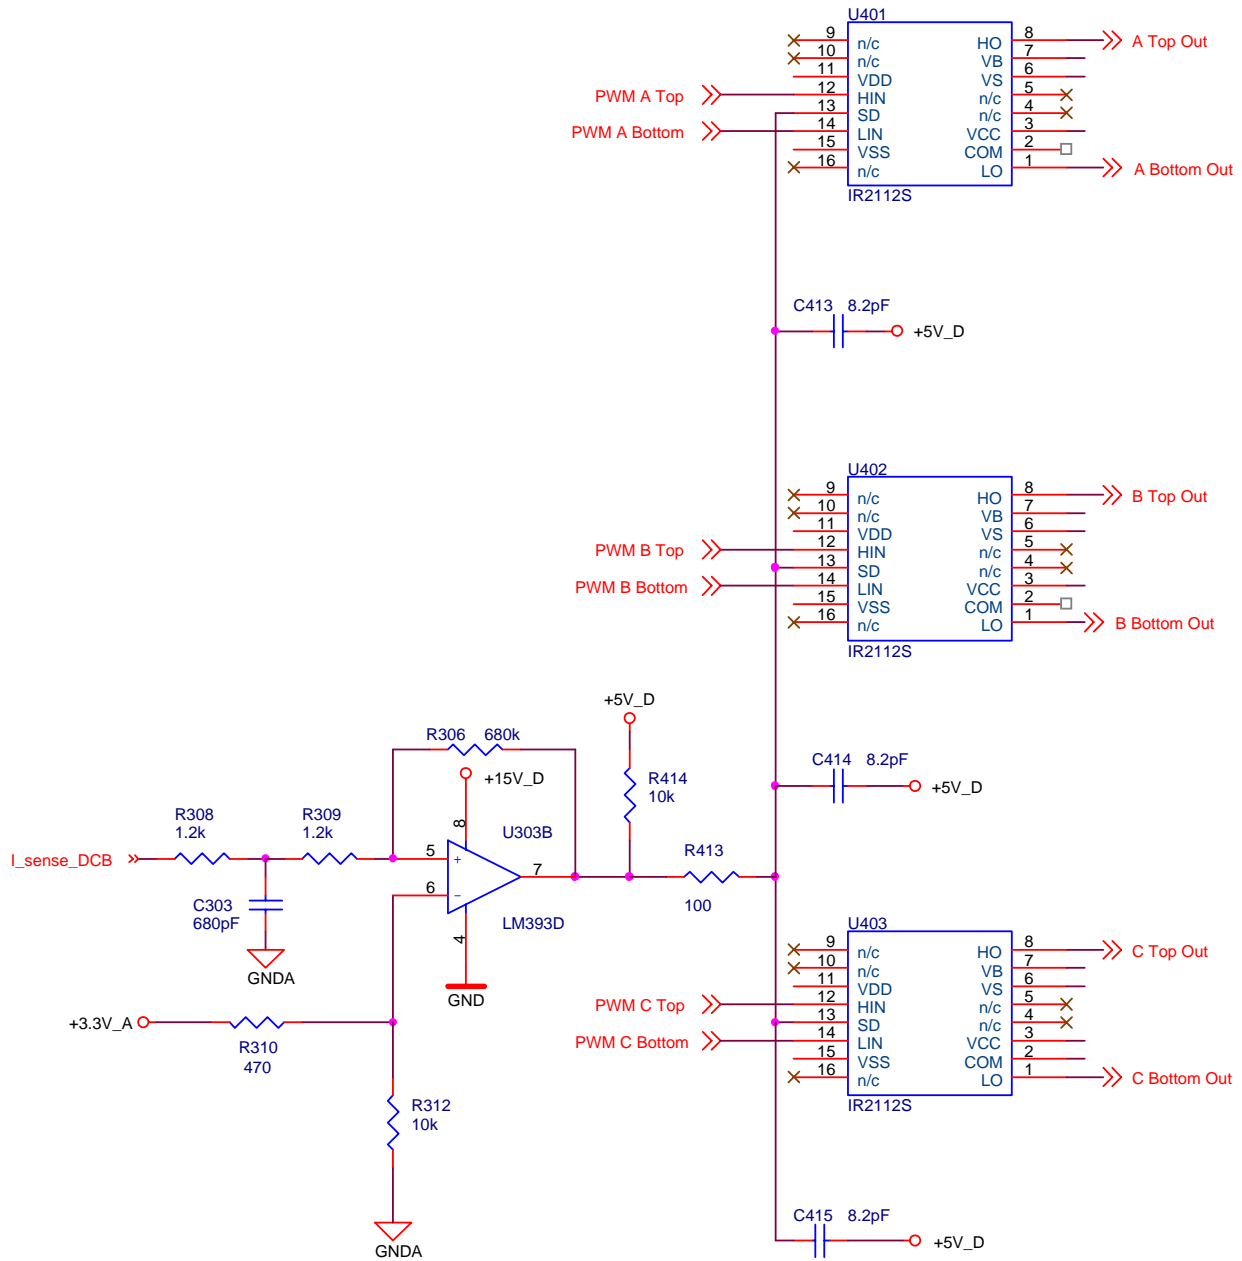 U401
9 n/c HO 8 A Top Out
10 n/c VB 7
11 VDD VS 6
PWM A Top 12 HIN n/c 5
13 SD n/c 4
PWM A Bottom 14 LIN VCC 3
15 VSS COM 2
16 n/c LO 1 A Bottom Out
IR2112S
C413 8.2pF
+5V_D
U402
9 n/c HO 8 B Top Out
10 n/c VB 7
11 VDD VS 6
PWM B Top 12 HIN n/c 5
13 SD n/c 4
PWM B Bottom 14 LIN VCC 3
15 VSS COM 2
16 n/c LO 1 B Bottom Out
IR2112S
+5V_D
R306 680k
+15V_D
R414
10k
C414 8.2pF
+5V_D
R308
1.2k
R309
1.2k
8
U303B
I_sense_DCB
5 +
6 −
7
R413
100
C303
680pF
4
LM393D
GNDA
GND
U403
9 n/c HO 8 C Top Out
10 n/c VB 7
11 VDD VS 6
PWM C Top 12 HIN n/c 5
13 SD n/c 4
PWM C Bottom 14 LIN VCC 3
15 VSS COM 2
16 n/c LO 1 C Bottom Out
IR2112S
+3.3V_A
R310
470
R312
10k
GNDA
C415 8.2pF
+5V_D